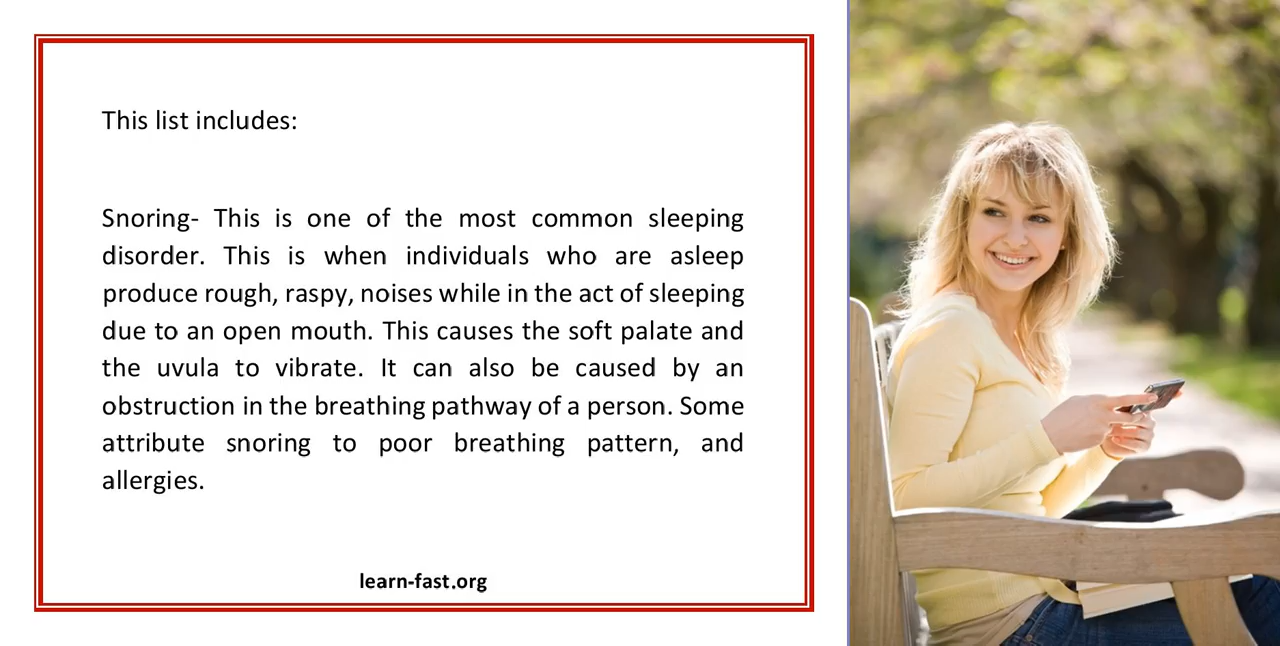 This list includes:
Snoring- This is one of the most common sleeping
disorder. This is when individuals who are asleep
produce rough, raspy, noises while in the act of sleeping
due to an open mouth. This causes the soft palate and
the uvula to vibrate. It can also be caused by an
obstruction in the breathing pathway of a person. Some
attribute snoring to poor breathing pattern, and
allergies.
learn-fast.org